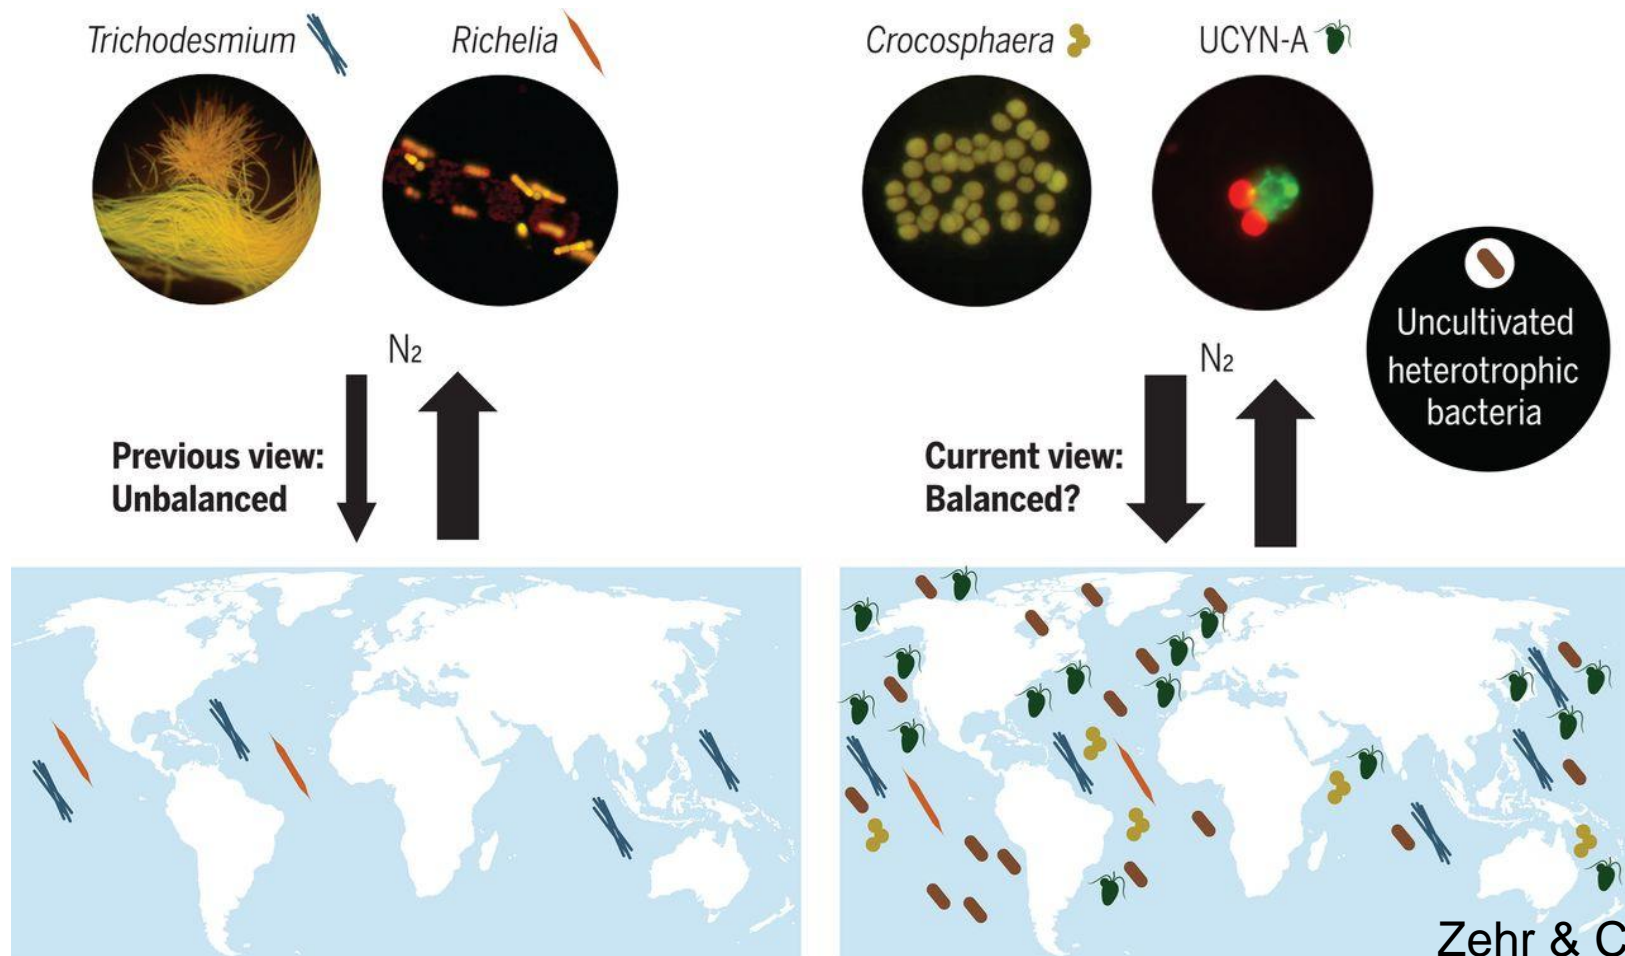 Trichodesmium
Richelia
Crocosphaera
UCYN-A
N₂
Previous view:
Unbalanced
N₂
Current view:
Balanced?
Uncultivated
heterotrophic
bacteria
Zehr & C